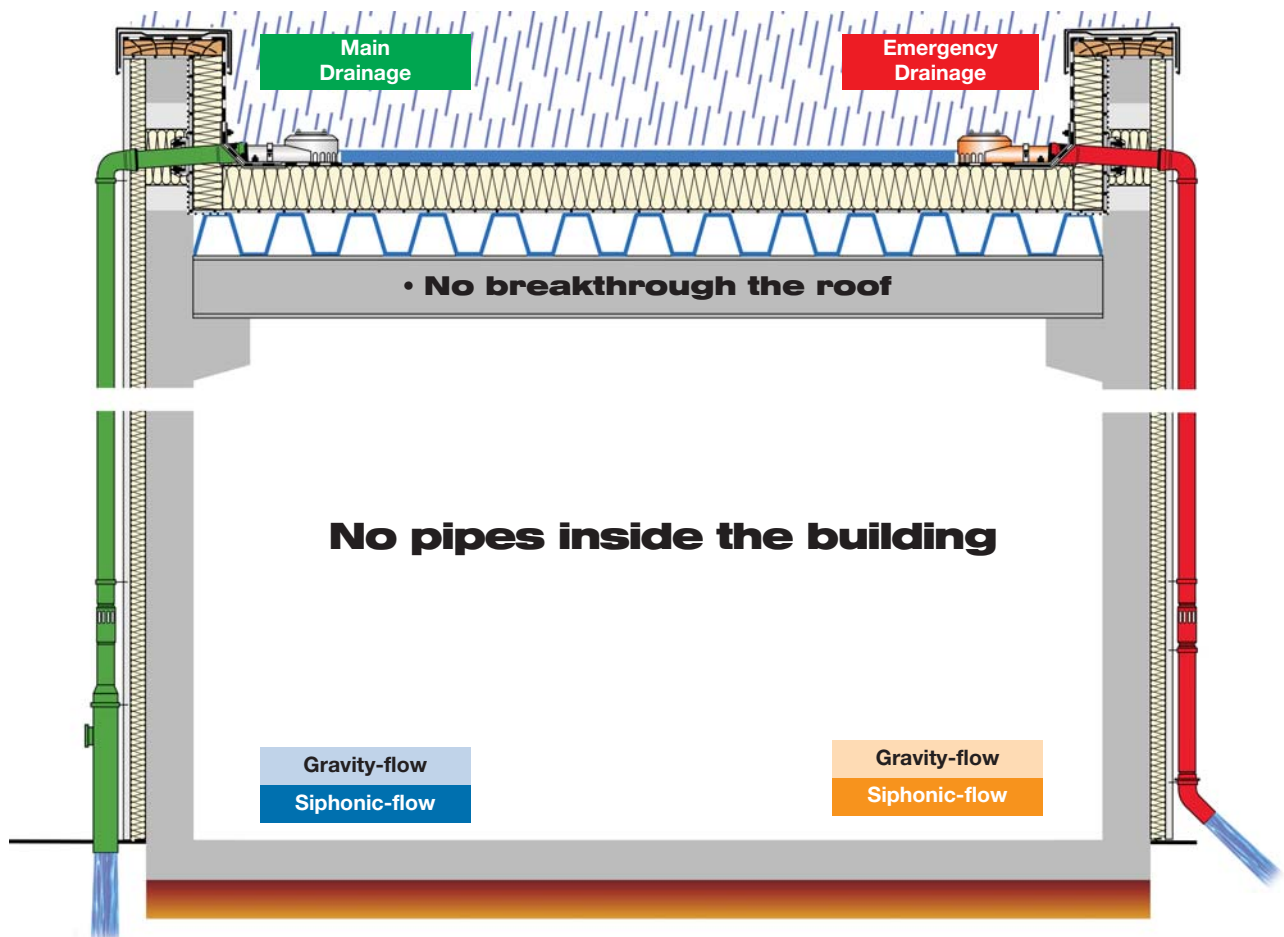 Main
Drainage
Emergency
Drainage
• No breakthrough the roof
No pipes inside the building
Gravity-flow
Siphonic-flow
Gravity-flow
Siphonic-flow